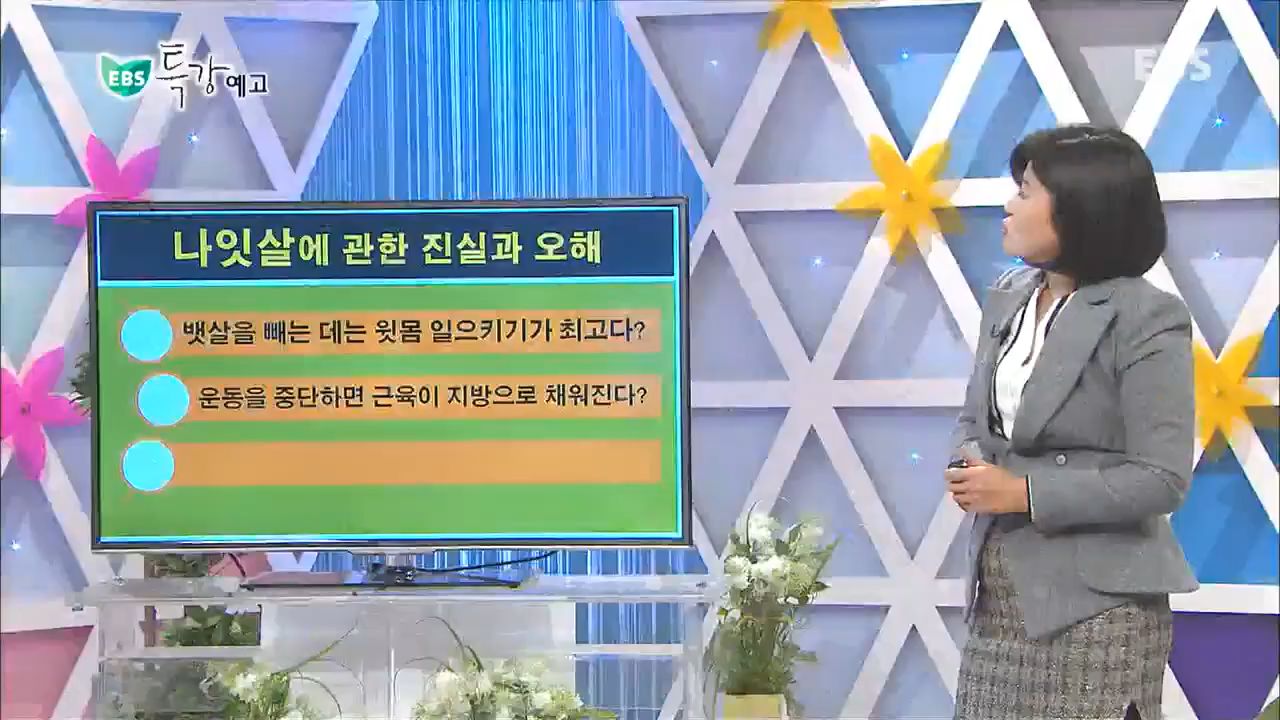 EBS 특강 예고
EBS
나잇살에 관한 진실과 오해
뱃살을 빼는 데는 윗몸 일으키기가 최고다?
운동을 중단하면 근육이 지방으로 채워진다?